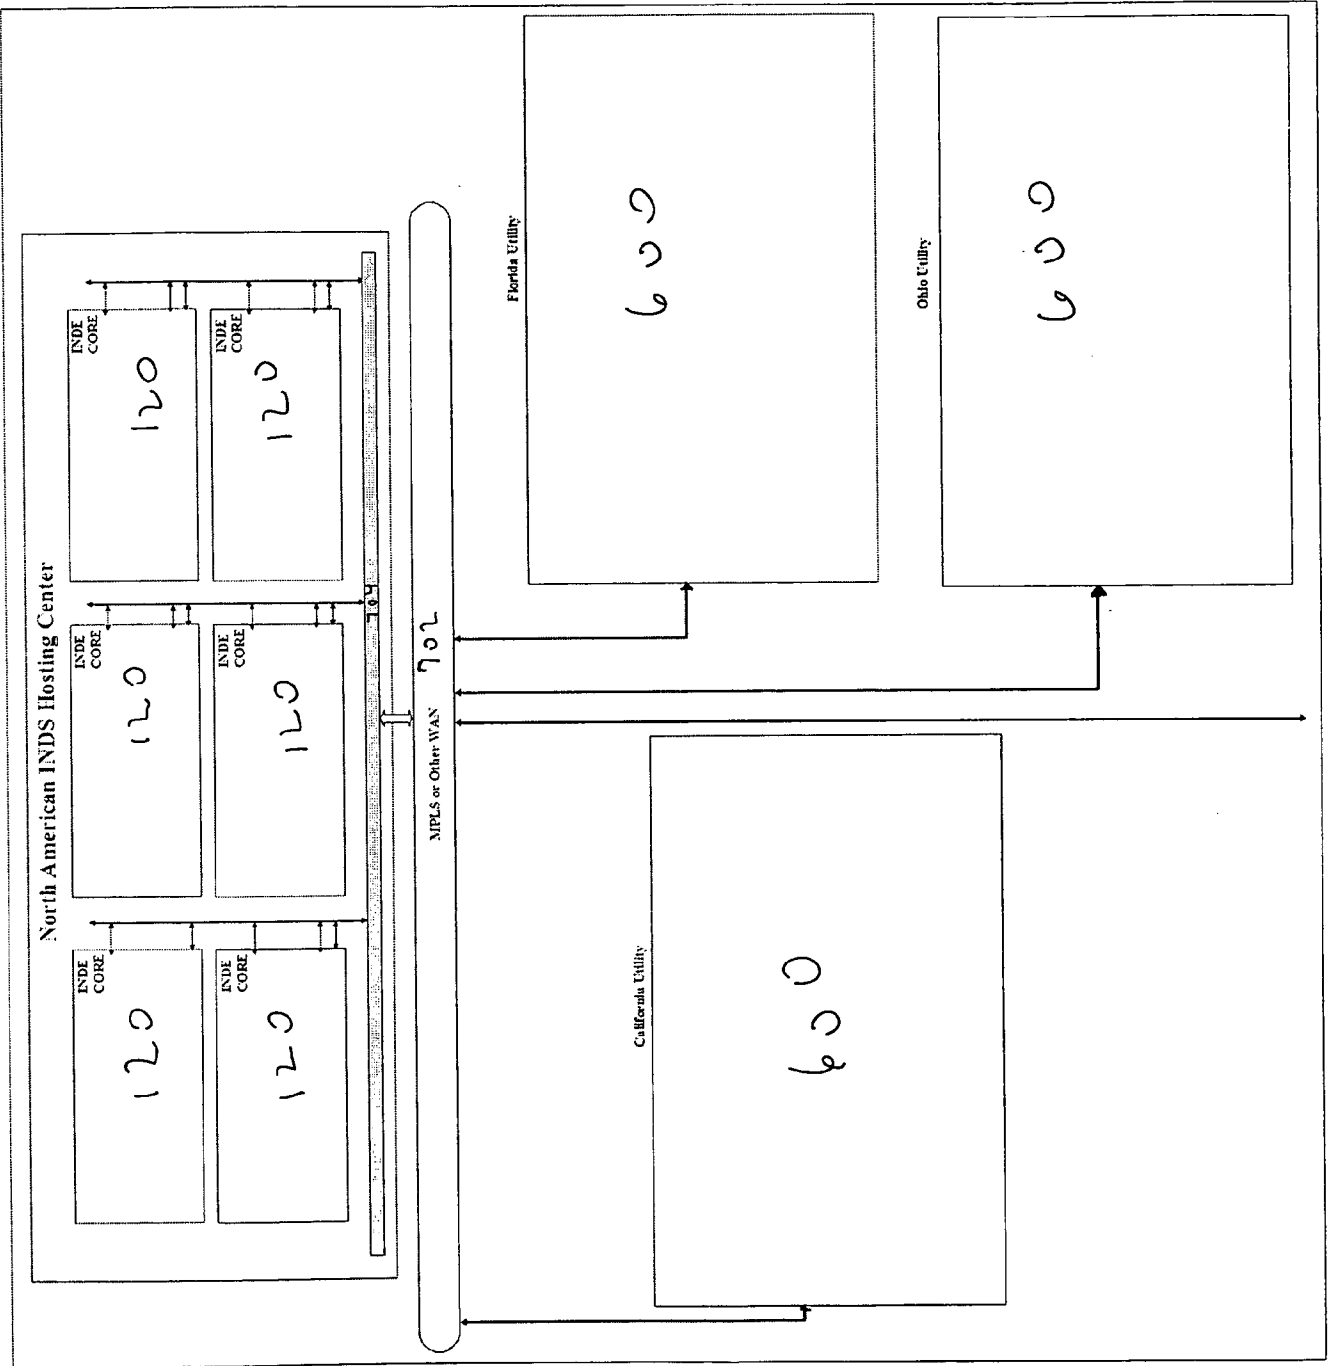 North American INDS Hosting Center
INDE CORE
120
INDE CORE
120
INDE CORE
120
INDE CORE
120
INDE CORE
120
INDE CORE
120
MPLS or Other WAN 702
Florida Utility
600
California Utility
600
Ohio Utility
600